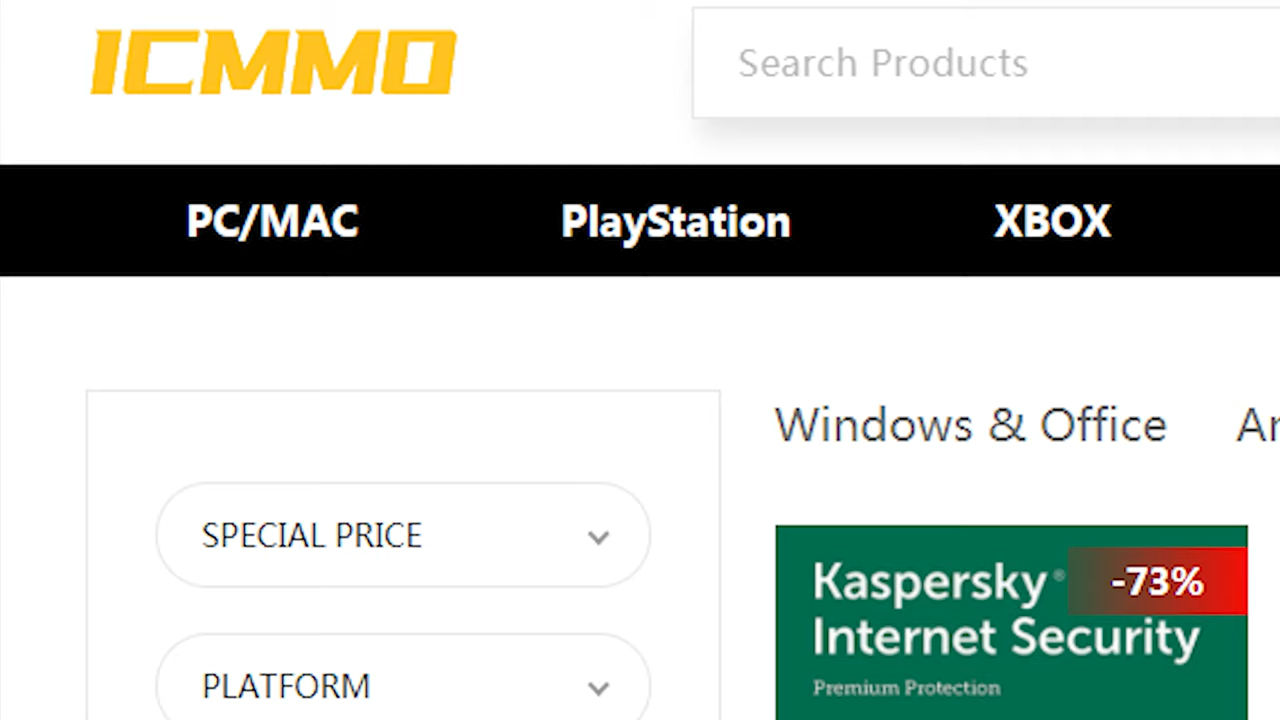 ICMMO
Search Products
PC/MAC PlayStation XBOX
Windows & Office
SPECIAL PRICE
-73%
Kaspersky®
Internet Security
Premium Protection
PLATFORM